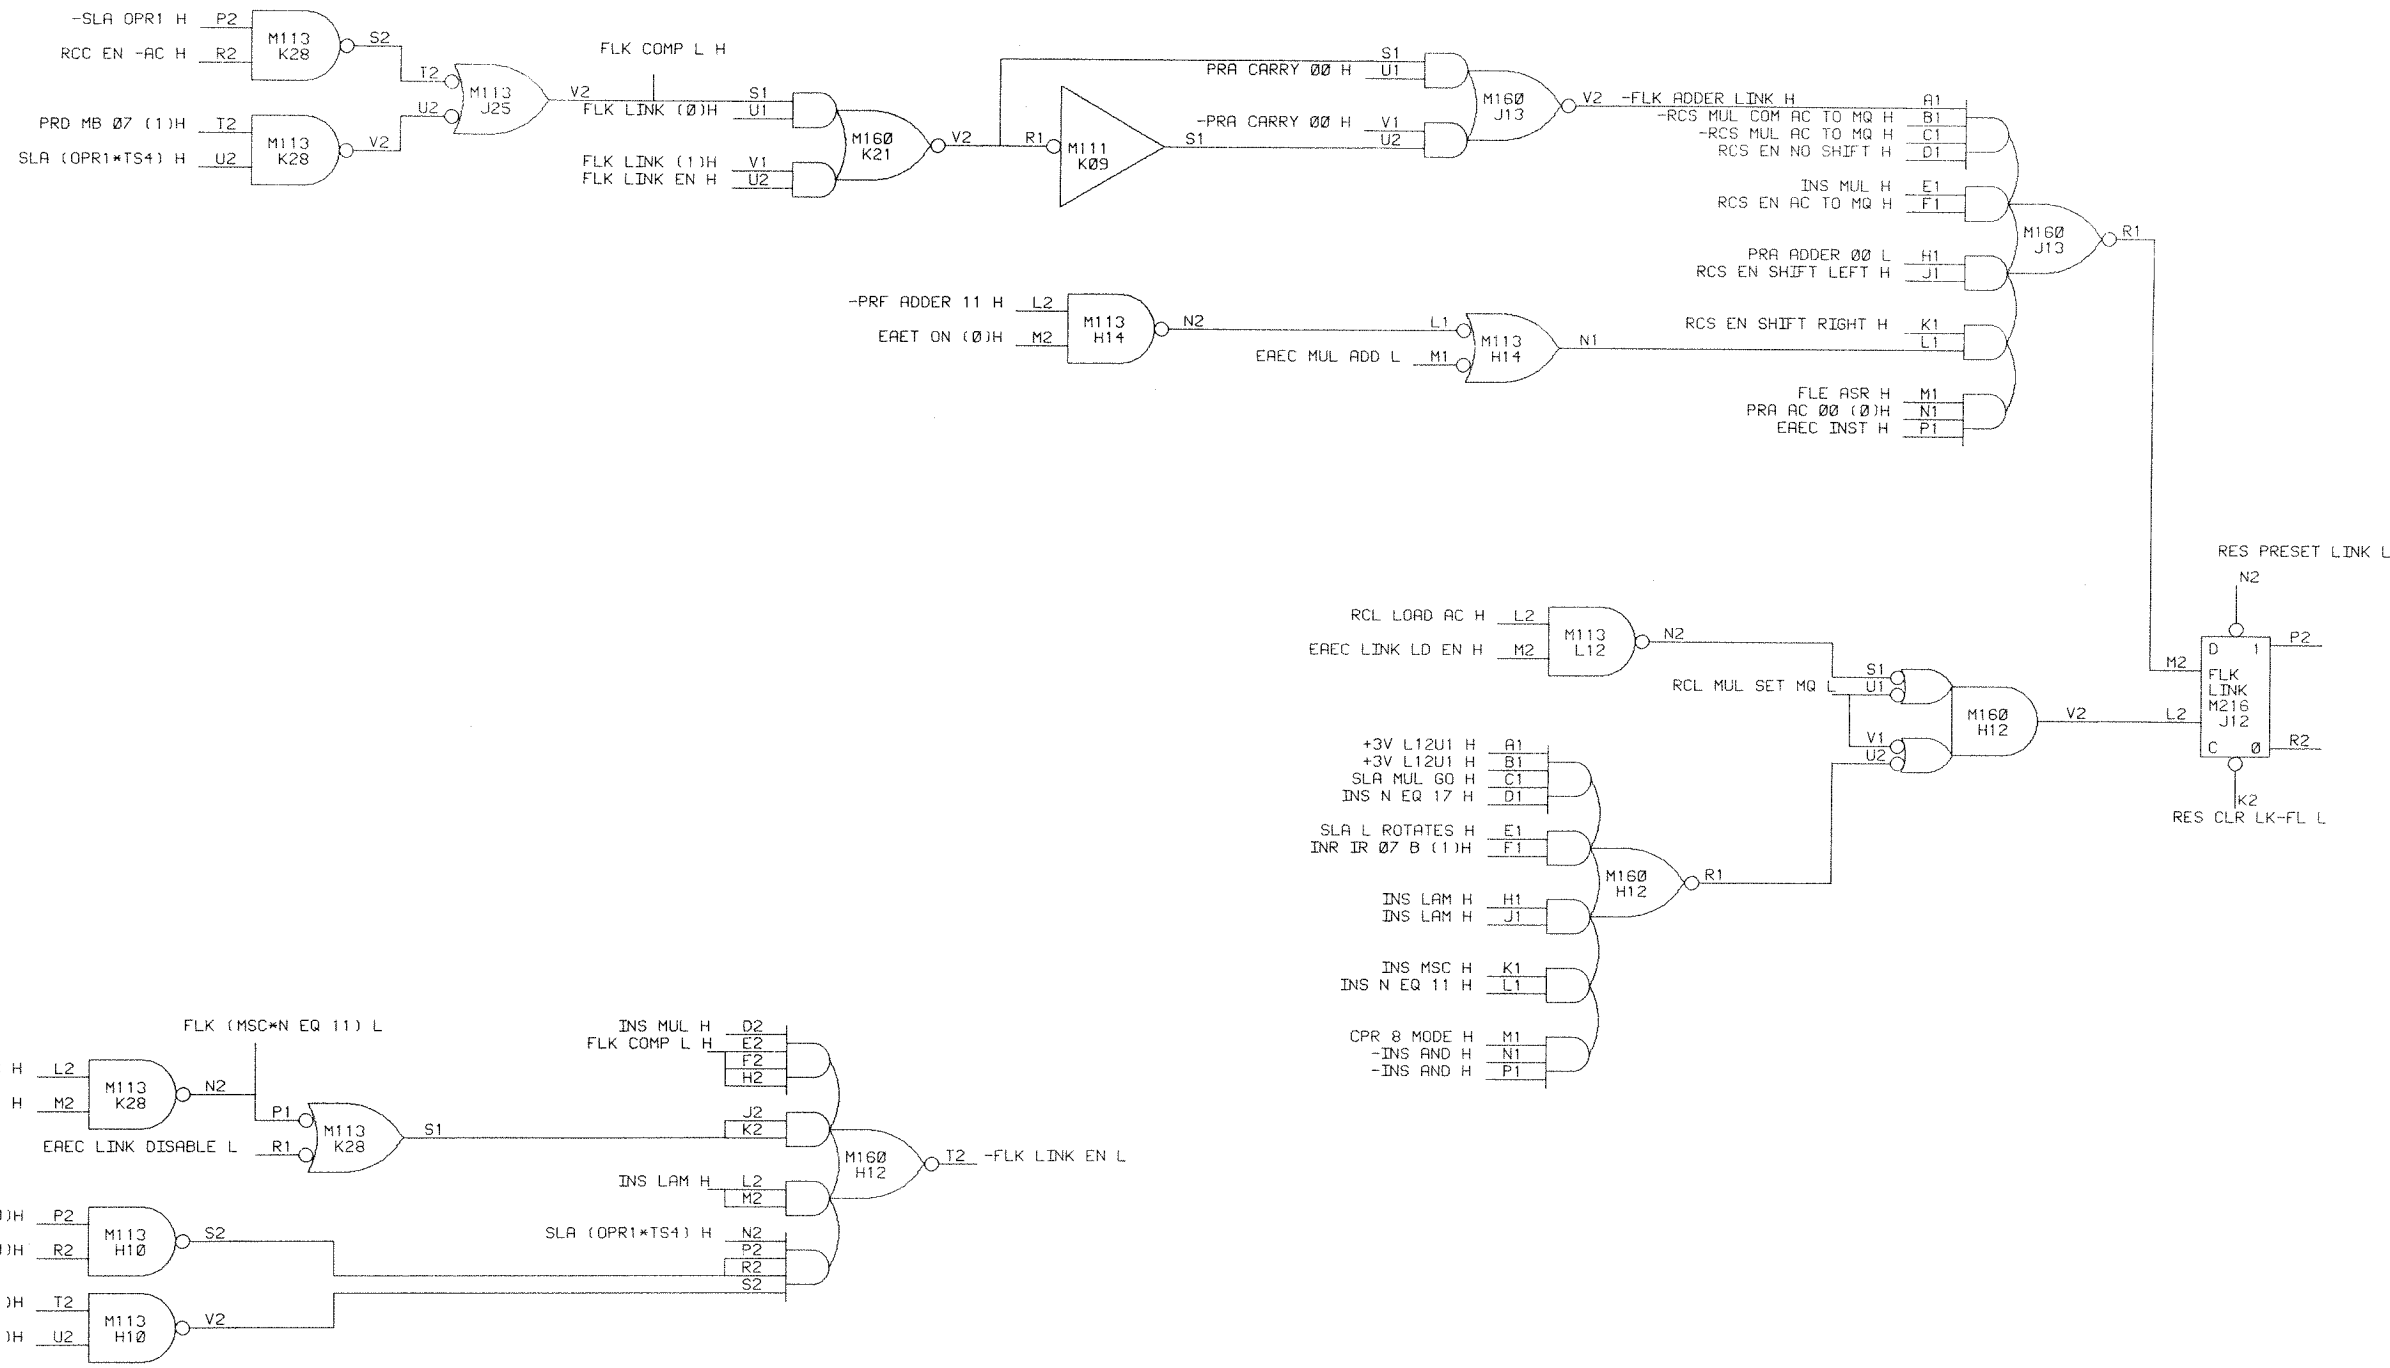 -SLA OPR1 H P2
RCC EN -AC H R2
M113
K28
S2
PRD MB Ø7 (1)H T2
SLA (OPR1*TS4) H U2
M113
K28
V2
T2
U2
M113
J25
V2
FLK COMP L H
S1
FLK LINK (Ø)H U1
FLK LINK (1)H V1
FLK LINK EN H U2
M160
K21
V2
R1
M111
KØ9
S1
S1
PRA CARRY ØØ H U1
-PRA CARRY ØØ H V1
U2
M160
J13
V2
-FLK ADDER LINK H A1
-RCS MUL COM AC TO MQ H B1
-RCS MUL AC TO MQ H C1
RCS EN NO SHIFT H D1
INS MUL H E1
RCS EN AC TO MQ H F1
PRA ADDER ØØ L H1
RCS EN SHIFT LEFT H J1
RCS EN SHIFT RIGHT H K1
L1
FLE ASR H M1
PRA AC ØØ (Ø)H N1
EAEC INST H P1
M160
J13
R1
-PRF ADDER 11 H L2
EAET ON (Ø)H M2
M113
H14
N2
L1
EAEC MUL ADD L M1
M113
H14
N1
RES PRESET LINK L
N2
RCL LOAD AC H L2
EAEC LINK LD EN H M2
M113
L12
N2
S1
RCL MUL SET MQ L U1
V1
U2
M160
H12
V2
M2
L2
D 1
FLK
LINK
M216
J12
C Ø
P2
R2
K2
RES CLR LK-FL L
+3V L12U1 H A1
+3V L12U1 H B1
SLA MUL GO H C1
INS N EQ 17 H D1
SLA L ROTATES H E1
INR IR Ø7 B (1)H F1
INS LAM H H1
INS LAM H J1
INS MSC H K1
INS N EQ 11 H L1
CPR 8 MODE H M1
-INS AND H N1
-INS AND H P1
M160
H12
R1
FLK (MSC*N EQ 11) L
H L2
H M2
M113
K28
N2
P1
EAEC LINK DISABLE L R1
M113
K28
S1
INS MUL H D2
FLK COMP L H E2
F2
H2
J2
K2
INS LAM H L2
M2
SLA (OPR1*TS4) H N2
P2
R2
S2
M160
H12
T2 -FLK LINK EN L
)H P2
)H R2
M113
H1Ø
S2
)H T2
)H U2
M113
H1Ø
V2